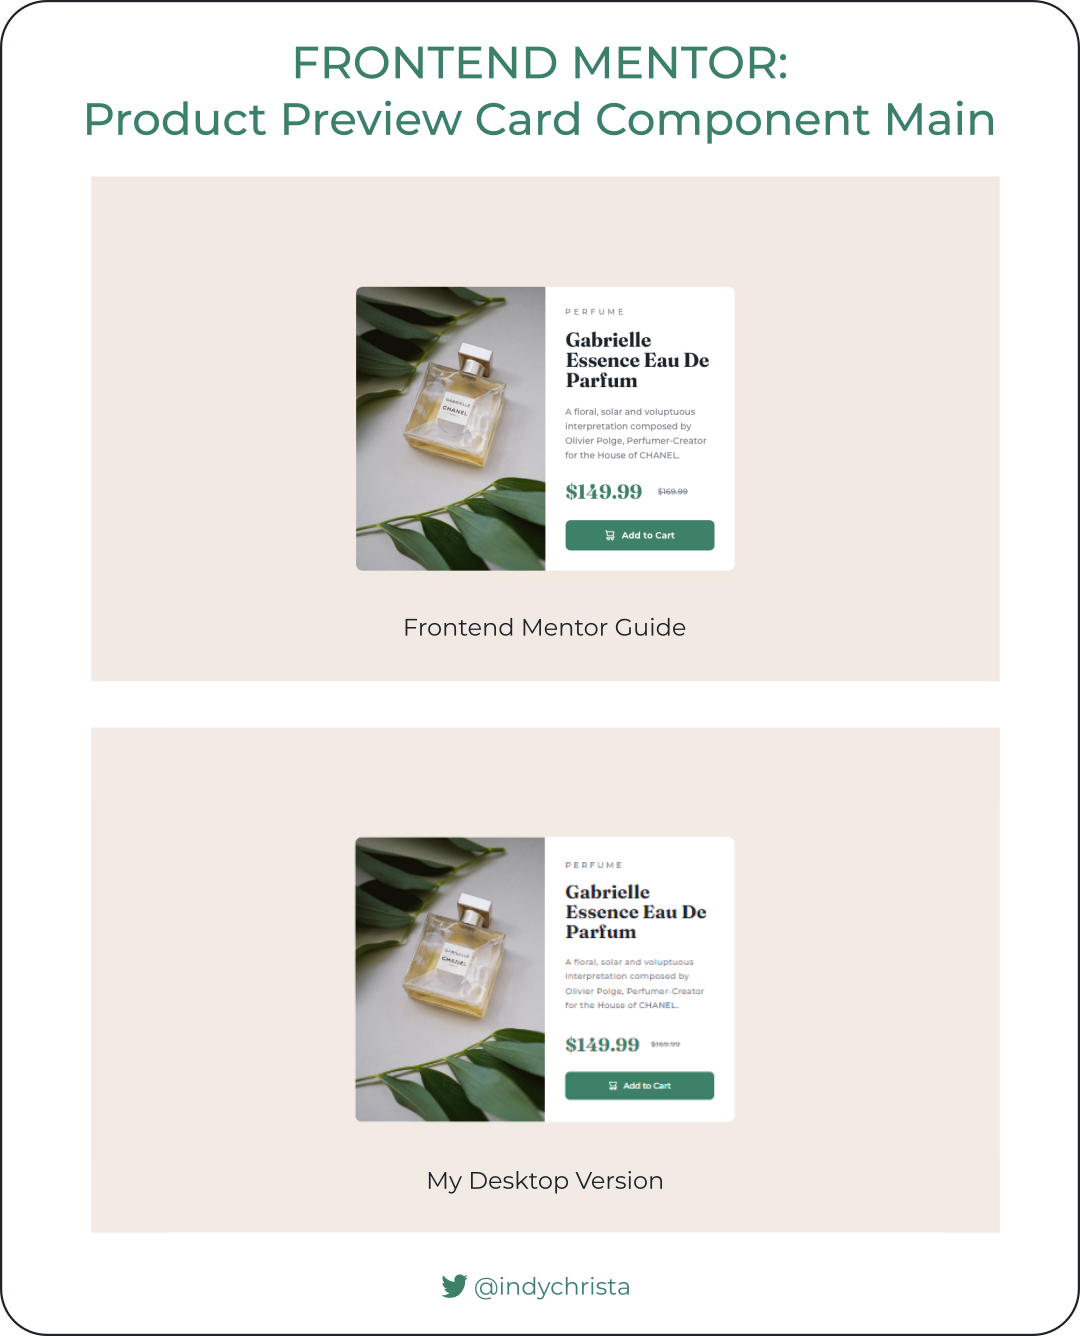 FRONTEND MENTOR:
Product Preview Card Component Main
GABRIELLE
CHANEL
PERFUME
Gabrielle
Essence Eau De
Parfum
A floral, solar and voluptuous
interpretation composed by
Olivier Polge, Perfumer-Creator
for the House of CHANEL.
$149.99 $169.99
Add to Cart
Frontend Mentor Guide
GABRIELLE
CHANEL
PERFUME
Gabrielle
Essence Eau De
Parfum
A floral, solar and voluptuous
interpretation composed by
Olivier Polge, Perfumer-Creator
for the House of CHANEL.
$149.99 $169.99
Add to Cart
My Desktop Version
@indychrista